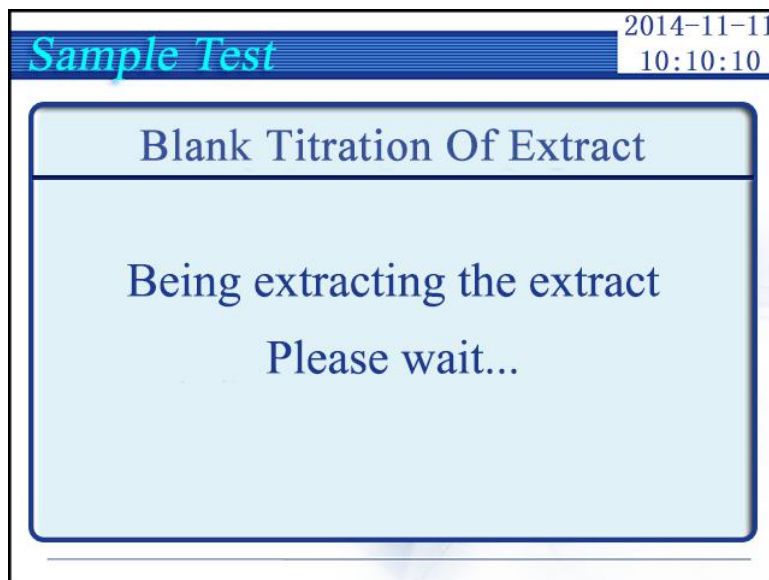 Sample Test
2014-11-11
10:10:10
Blank Titration Of Extract
Being extracting the extract
Please wait...